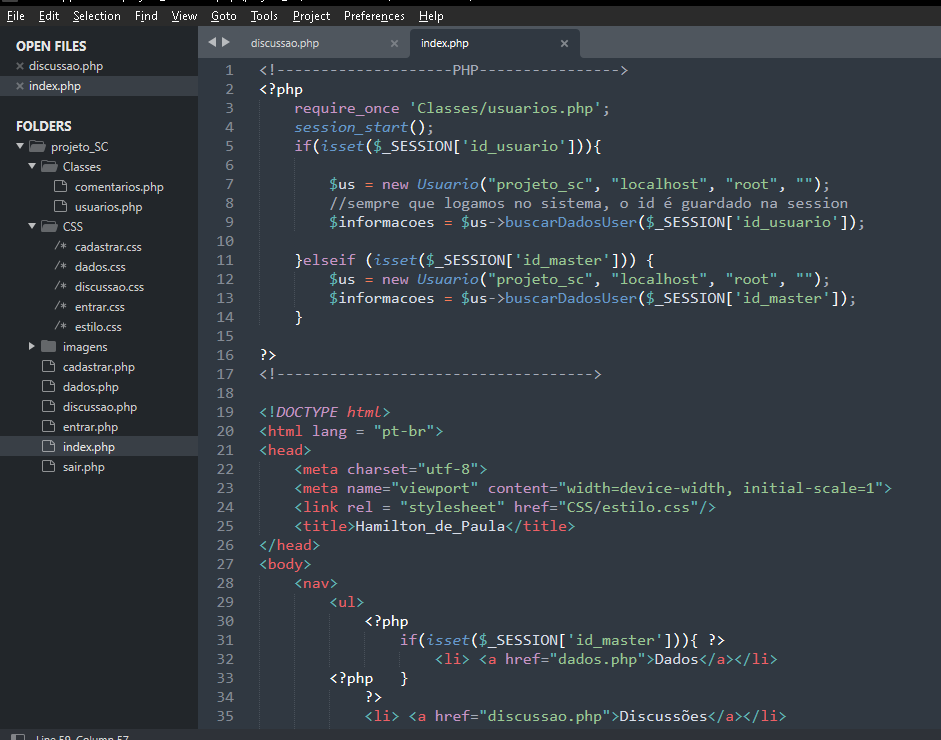 File Edit Selection Find View Goto Tools Project Preferences Help
OPEN FILES
discussao.php
index.php
FOLDERS
projeto_SC
Classes
comentarios.php
usuarios.php
CSS
/* cadastrar.css
/* dados.css
/* discussao.css
/* entrar.css
/* estilo.css
imagens
cadastrar.php
dados.php
discussao.php
entrar.php
index.php
sair.php
discussao.php × index.php ×
1 <!--------------------PHP---------------->
2 <?php
3 require_once 'Classes/usuarios.php';
4 session_start();
5 if(isset($_SESSION['id_usuario'])){
6
7 $us = new Usuario("projeto_sc", "localhost", "root", "");
8 //sempre que logamos no sistema, o id é guardado na session
9 $informacoes = $us->buscarDadosUser($_SESSION['id_usuario']);
10
11 }elseif (isset($_SESSION['id_master'])) {
12 $us = new Usuario("projeto_sc", "localhost", "root", "");
13 $informacoes = $us->buscarDadosUser($_SESSION['id_master']);
14 }
15
16 ?>
17 <!------------------------------------>
18
19 <!DOCTYPE html>
20 <html lang = "pt-br">
21 <head>
22 <meta charset="utf-8">
23 <meta name="viewport" content="width=device-width, initial-scale=1">
24 <link rel = "stylesheet" href="CSS/estilo.css"/>
25 <title>Hamilton_de_Paula</title>
26 </head>
27 <body>
28 <nav>
29 <ul>
30 <?php
31 if(isset($_SESSION['id_master'])){ ?>
32 <li> <a href="dados.php">Dados</a></li>
33 <?php }
34 ?>
35 <li> <a href="discussao.php">Discussões</a></li>
Line 59, Column 57